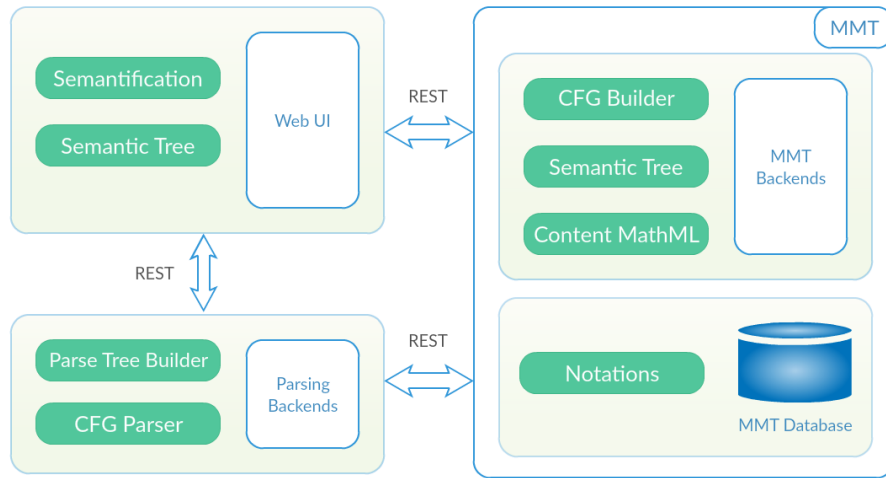 Semantification
Semantic Tree
Web UI
REST
REST
Parse Tree Builder
CFG Parser
Parsing
Backends
REST
MMT
CFG Builder
Semantic Tree
Content MathML
MMT
Backends
Notations
MMT Database